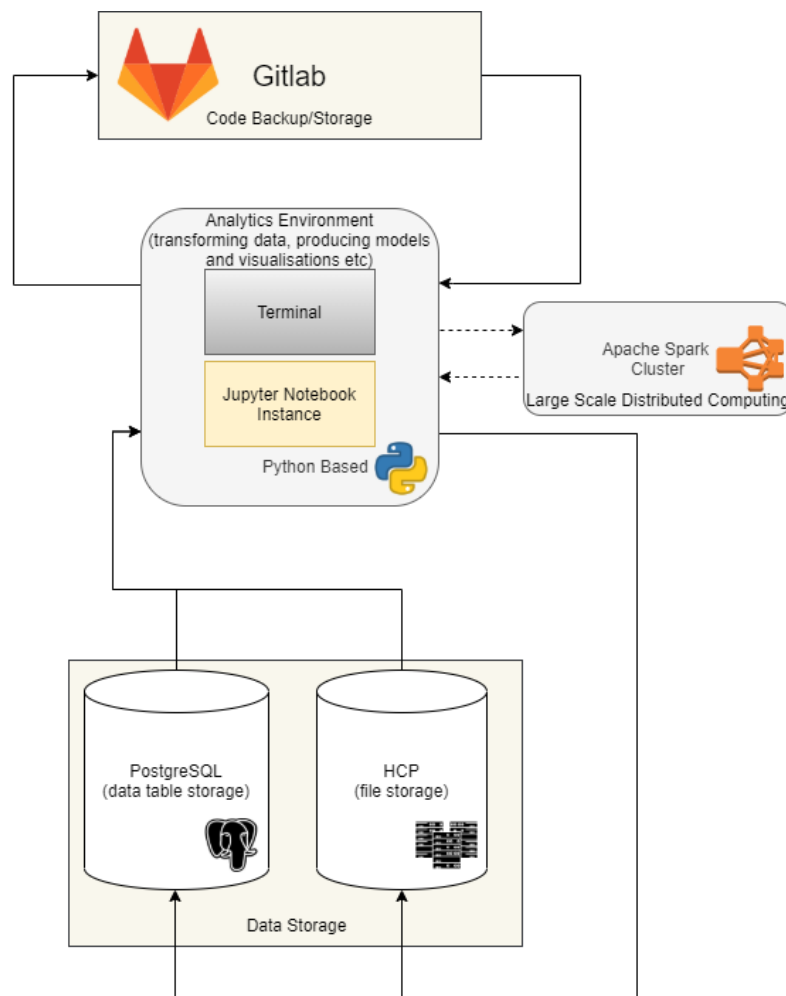 Gitlab
Code Backup/Storage
Analytics Environment
(transforming data, producing models
and visualisations etc)
Terminal
Jupyter Notebook
Instance
Python Based
Apache Spark
Cluster
Large Scale Distributed Computing
PostgreSQL
(data table storage)
HCP
(file storage)
Data Storage